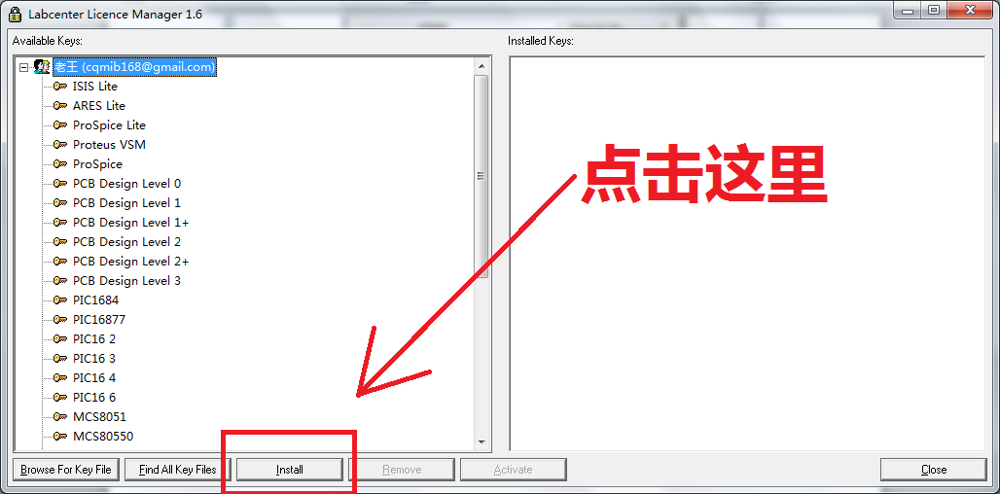 Labcenter Licence Manager 1.6
Available Keys:
Installed Keys:
老王 (cqmib168@gmail.com)
ISIS Lite
ARES Lite
ProSpice Lite
Proteus VSM
ProSpice
PCB Design Level 0
PCB Design Level 1
PCB Design Level 1+
PCB Design Level 2
PCB Design Level 2+
PCB Design Level 3
PIC1684
PIC16877
PIC16 2
PIC16 3
PIC16 4
PIC16 6
MCS8051
MCS80550
点击这里
Browse For Key File
Find All Key Files
Install
Remove
Activate
Close